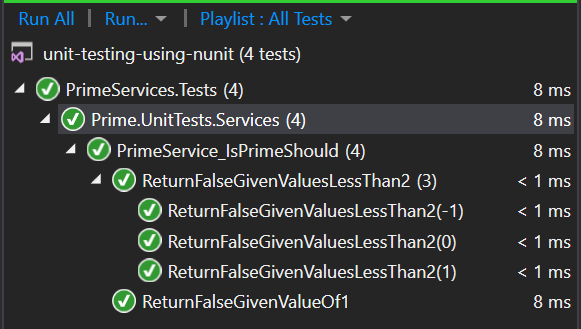 Run All | Run... | Playlist : All Tests
unit-testing-using-nunit (4 tests)
PrimeServices.Tests (4) 8 ms
Prime.UnitTests.Services (4) 8 ms
PrimeService_IsPrimeShould (4) 8 ms
ReturnFalseGivenValuesLessThan2 (3) < 1 ms
ReturnFalseGivenValuesLessThan2(-1) < 1 ms
ReturnFalseGivenValuesLessThan2(0) < 1 ms
ReturnFalseGivenValuesLessThan2(1) < 1 ms
ReturnFalseGivenValueOf1 8 ms